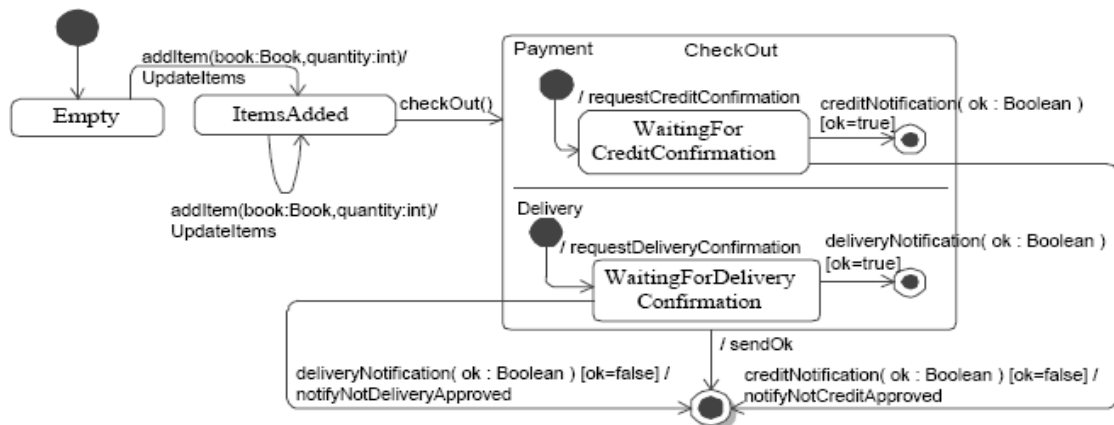 addItem(book:Book,quantity:int)/
UpdateItems
Empty
ItemsAdded
addItem(book:Book,quantity:int)/
UpdateItems
checkOut()
Payment
CheckOut
/ requestCreditConfirmation
WaitingFor
CreditConfirmation
creditNotification( ok : Boolean )
[ok=true]
Delivery
/ requestDeliveryConfirmation
WaitingForDelivery
Confirmation
deliveryNotification( ok : Boolean )
[ok=true]
/ sendOk
deliveryNotification( ok : Boolean ) [ok=false] /
notifyNotDeliveryApproved
creditNotification( ok : Boolean ) [ok=false] /
notifyNotCreditApproved